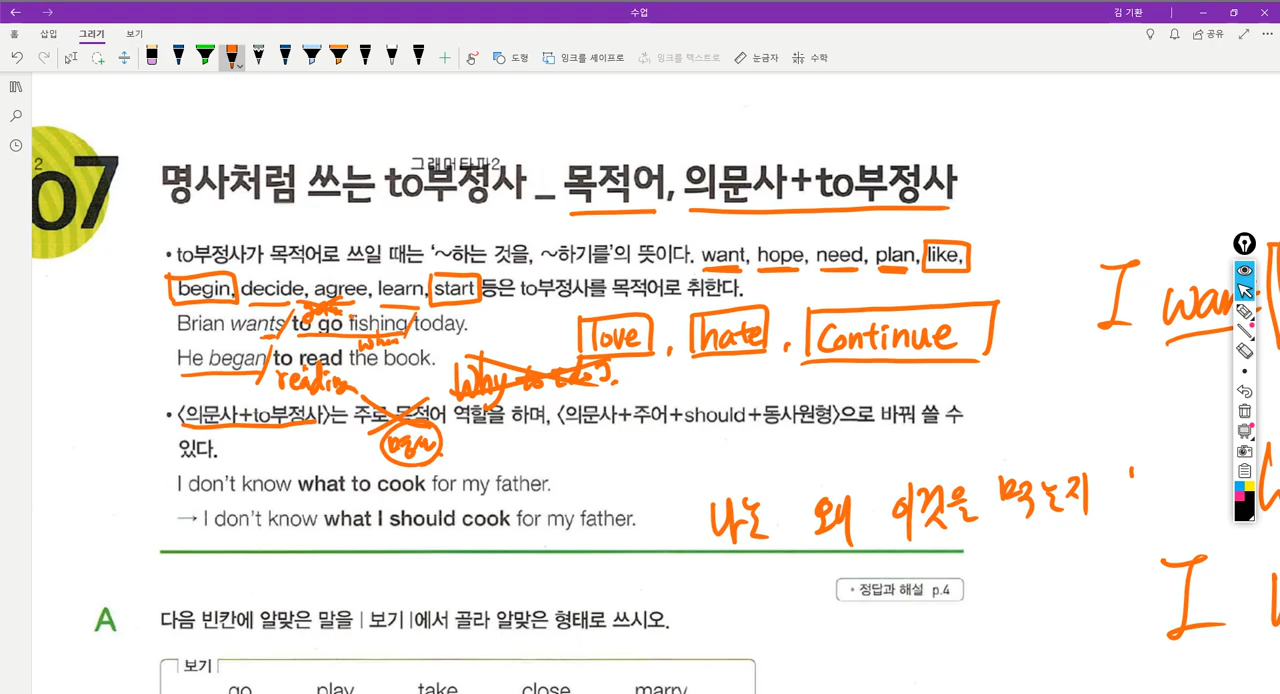 수업
김 기환
홈 삽입 그리기 보기
공유
도형 잉크를 셰이프로 잉크를 텍스트로 눈금자 수학
2
07
그래머타파2
명사처럼 쓰는 to부정사 _ 목적어, 의문사+to부정사
• to부정사가 목적어로 쓰일 때는 '~하는 것을, ~하기를'의 뜻이다. want, hope, need, plan, like,
begin, decide, agree, learn, start 등은 to부정사를 목적어로 취한다.
Brian wants to go fishing today.
love, hate, continue
when
He began to read the book.
reading
Why to
• 〈의문사+to부정사〉는 주로 목적어 역할을 하며, 〈의문사+주어+should+동사원형〉으로 바꿔 쓸 수
있다.
명사
I don't know what to cook for my father.
→ I don't know what I should cook for my father.
나는 왜 이것을 먹는지
I want
I
• 정답과 해설 p.4
A 다음 빈칸에 알맞은 말을 | 보기 |에서 골라 알맞은 형태로 쓰시오.
보기
go play take close marry